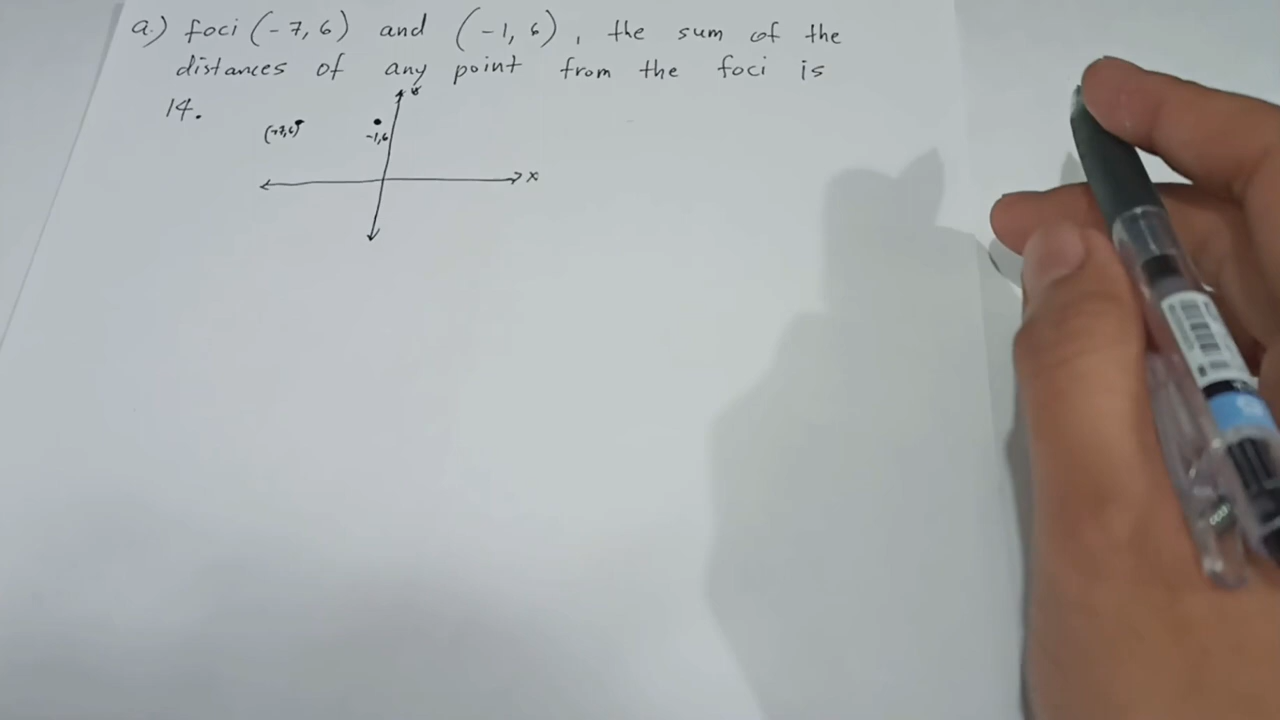 a.) foci (-7, 6) and (-1, 6), the sum of the
distances of any point from the foci is
14.
(-7,6)
-1,6
x